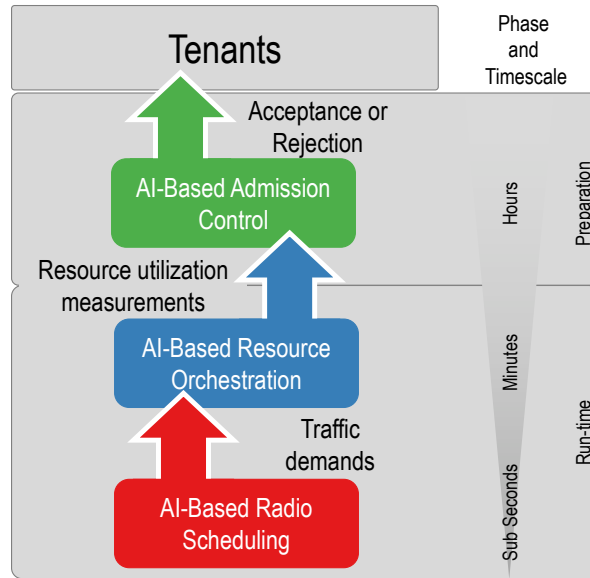 Tenants
Phase
and
Timescale
Acceptance or
Rejection
AI-Based Admission
Control
Hours
Preparation
Resource utilization
measurements
AI-Based Resource
Orchestration
Minutes
Traffic
demands
Run-time
AI-Based Radio
Scheduling
Sub Seconds